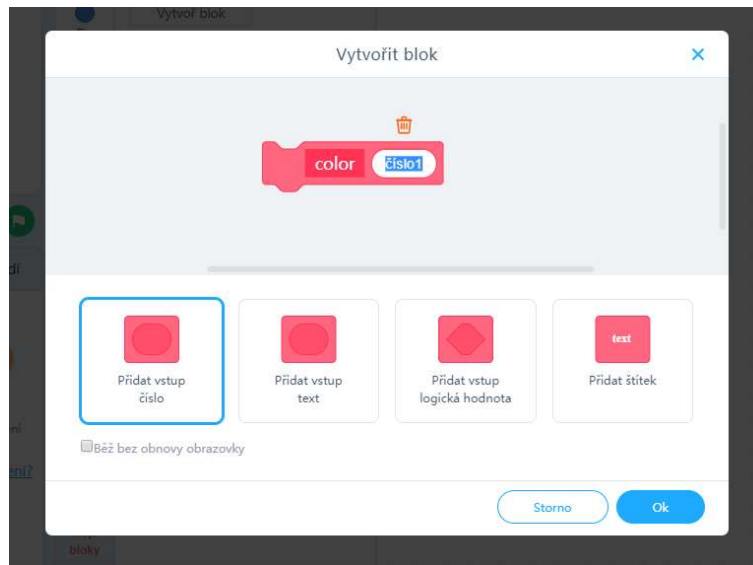 Vytvoř blok
Vytvořit blok
color číslo1
text
Přidat vstup
číslo
Přidat vstup
text
Přidat vstup
logická hodnota
Přidat štítek
Běž bez obnovy obrazovky
Storno
Ok
bloky